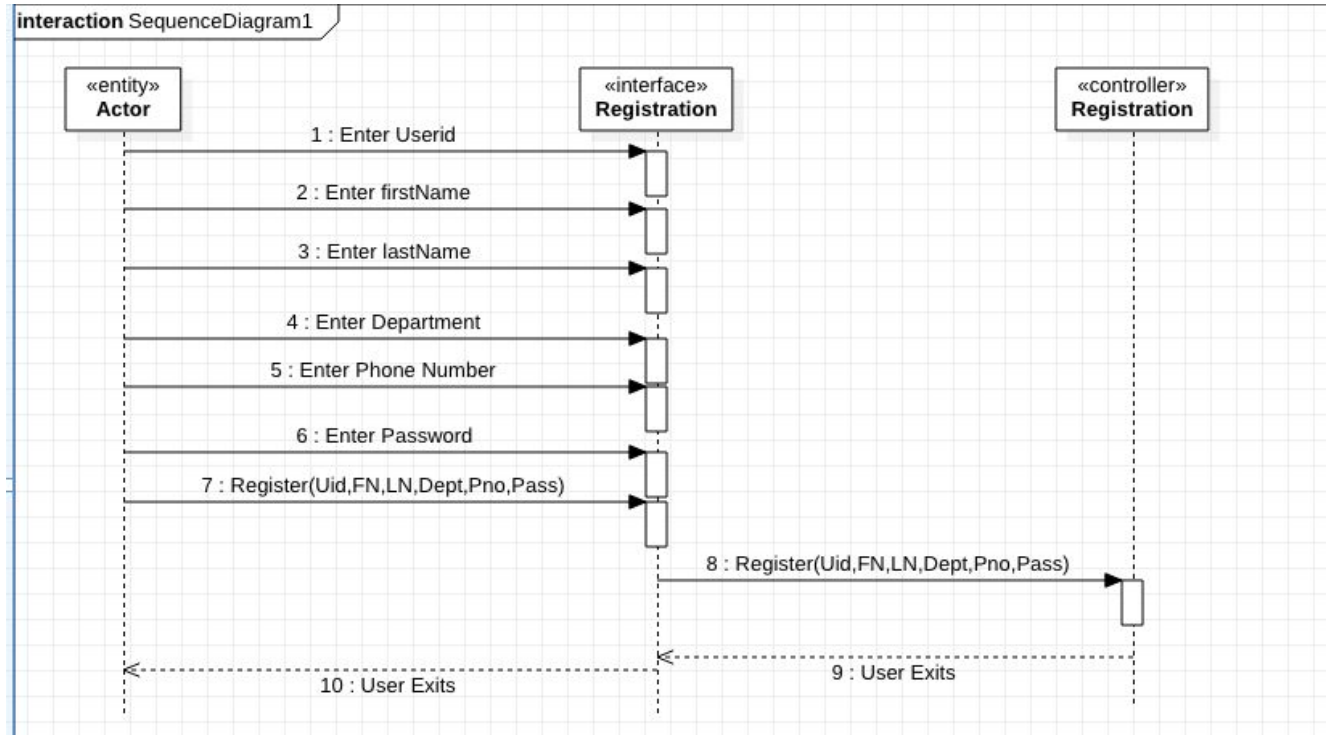 interaction SequenceDiagram1
«entity»
Actor
«interface»
Registration
«controller»
Registration
1 : Enter Userid
2 : Enter firstName
3 : Enter lastName
4 : Enter Department
5 : Enter Phone Number
6 : Enter Password
7 : Register(Uid,FN,LN,Dept,Pno,Pass)
8 : Register(Uid,FN,LN,Dept,Pno,Pass)
9 : User Exits
10 : User Exits